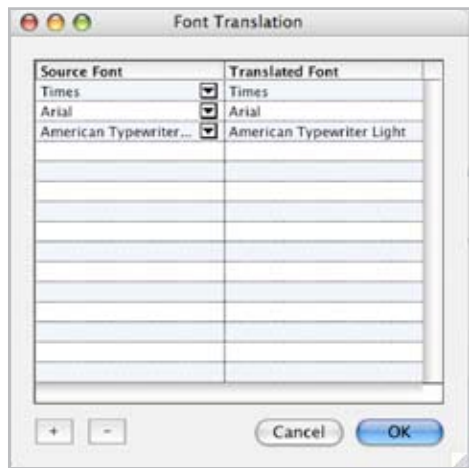 Font Translation
Source Font Translated Font
Times Times
Arial Arial
American Typewriter... American Typewriter Light
+ - Cancel OK